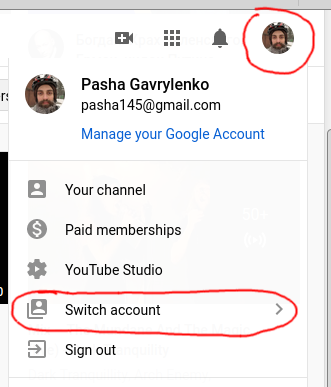 Pasha Gavrylenko
pasha145@gmail.com
Manage your Google Account
Your channel
Paid memberships
YouTube Studio
Switch account
Sign out